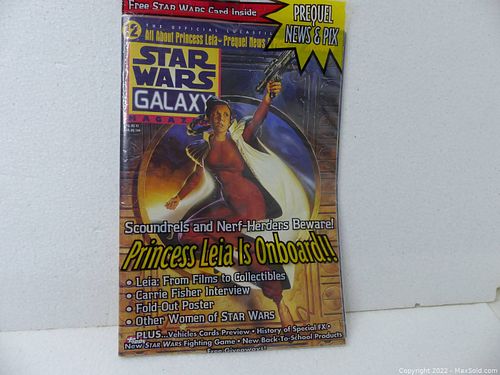 Free STAR WARS Card Inside
PREQUEL
NEWS & PIX
#2
THE OFFICIAL LUCASFILM
All About Princess Leia~ Prequel News
STAR
WARS
GALAXY
MAGAZINE
Scoundrels and Nerf-Herders Beware!
Princess Leia Is Onboard!!
• Leia: From Films to Collectibles
• Carrie Fisher Interview
• Fold-Out Poster
• Other Women of STAR WARS
PLUS...Vehicles Cards Preview • History of Special FX •
New STAR WARS Fighting Game • New Back-To-School Products
Free Giveaways!!
Copyright 2022 - MaxSold.com